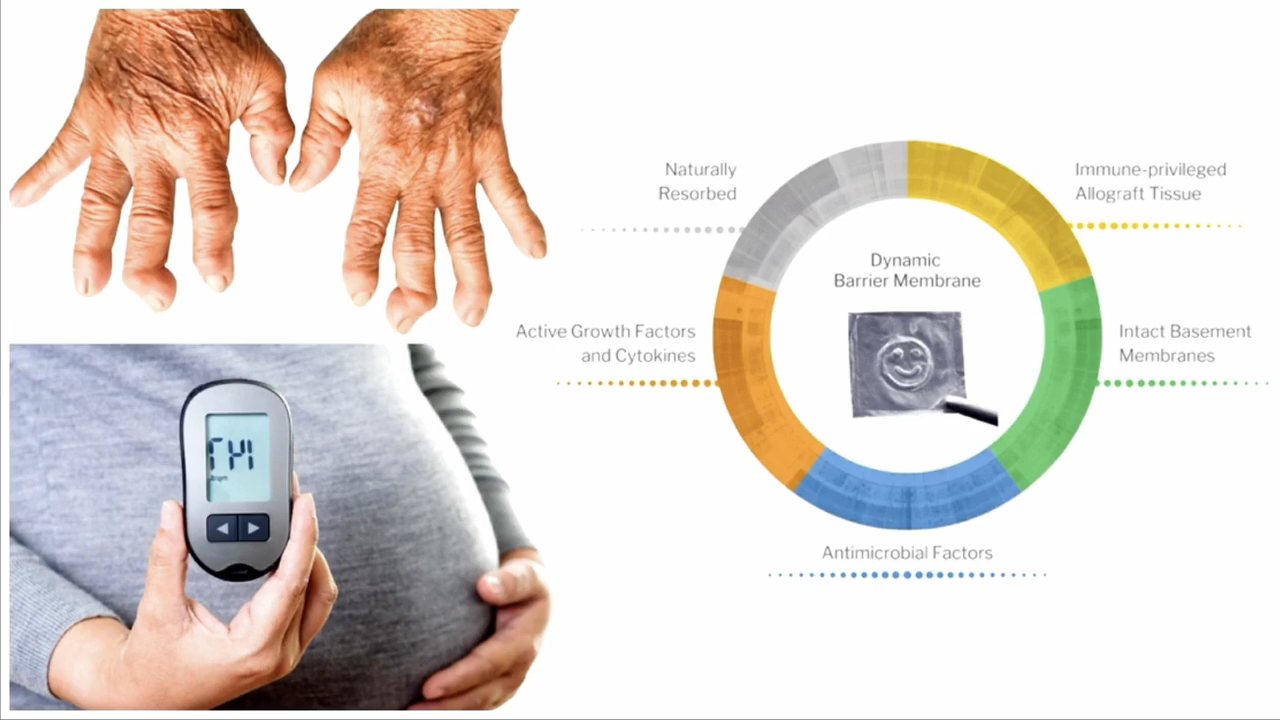 Naturally
Resorbed
Immune-privileged
Allograft Tissue
Dynamic
Barrier Membrane
Active Growth Factors
and Cytokines
Intact Basement
Membranes
Antimicrobial Factors